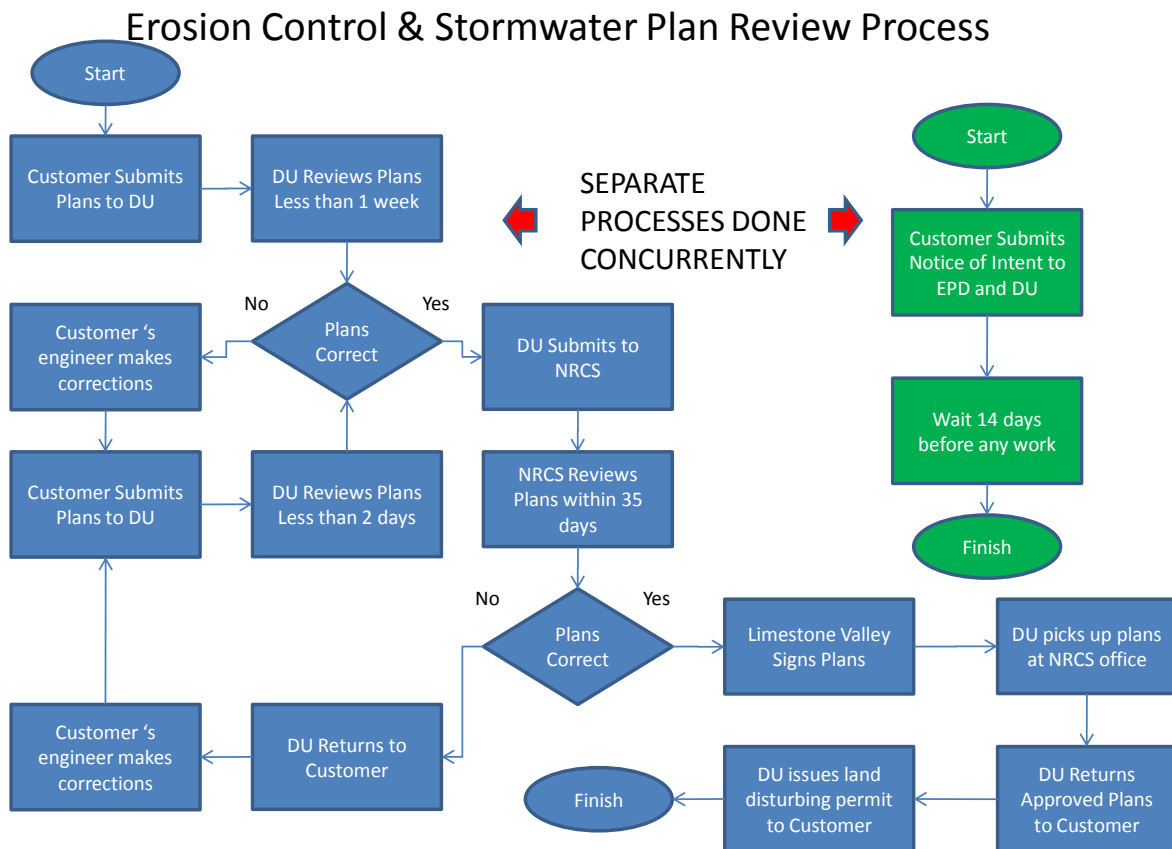 Erosion Control & Stormwater Plan Review Process
Start
Customer Submits
Plans to DU
DU Reviews Plans
Less than 1 week
SEPARATE
PROCESSES DONE
CONCURRENTLY
Start
Customer Submits
Notice of Intent to
EPD and DU
Wait 14 days
before any work
Finish
No
Yes
Plans
Correct
Customer ‘s
engineer makes
corrections
DU Submits to
NRCS
Customer Submits
Plans to DU
DU Reviews Plans
Less than 2 days
NRCS Reviews
Plans within 35
days
No
Yes
Plans
Correct
Limestone Valley
Signs Plans
DU picks up plans
at NRCS office
Customer ‘s
engineer makes
corrections
DU Returns to
Customer
Finish
DU issues land
disturbing permit
to Customer
DU Returns
Approved Plans
to Customer